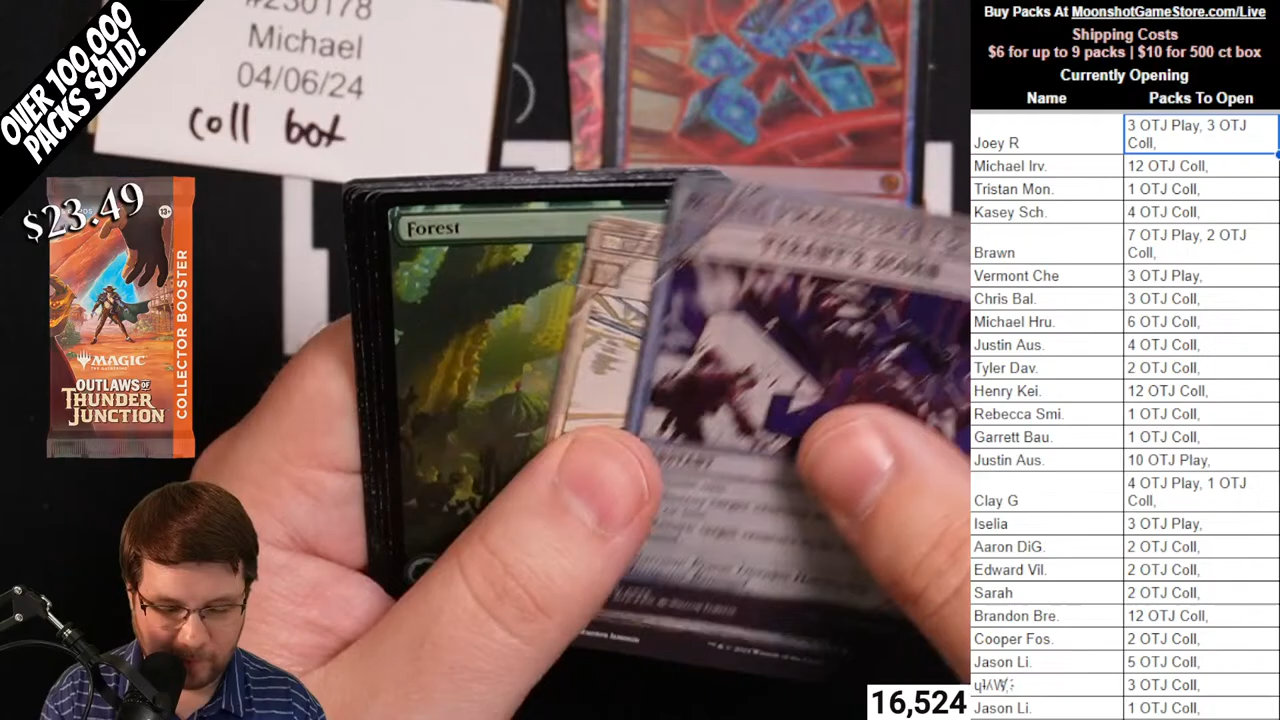 OVER 100,000
PACKS SOLD!
#230178
Michael
04/06/24
coll box
$23.49
13+
MAGIC
THE GATHERING
OUTLAWS OF
THUNDER
JUNCTION
COLLECTOR BOOSTER
Forest
16,524
Buy Packs At MoonshotGameStore.com/Live
Shipping Costs
$6 for up to 9 packs | $10 for 500 ct box
Currently Opening
Name Packs To Open
Joey R 3 OTJ Play, 3 OTJ
Coll,
Michael Irv. 12 OTJ Coll,
Tristan Mon. 1 OTJ Coll,
Kasey Sch. 4 OTJ Coll,
Brawn 7 OTJ Play, 2 OTJ
Coll,
Vermont Che 3 OTJ Play,
Chris Bal. 3 OTJ Coll,
Michael Hru. 6 OTJ Coll,
Justin Aus. 4 OTJ Coll,
Tyler Dav. 2 OTJ Coll,
Henry Kei. 12 OTJ Coll,
Rebecca Smi. 1 OTJ Coll,
Garrett Bau. 1 OTJ Coll,
Justin Aus. 10 OTJ Play,
Clay G 4 OTJ Play, 1 OTJ
Coll,
Iselia 3 OTJ Play,
Aaron DiG. 2 OTJ Coll,
Edward Vil. 2 OTJ Coll,
Sarah 2 OTJ Coll,
Brandon Bre. 12 OTJ Coll,
Cooper Fos. 2 OTJ Coll,
Jason Li. 5 OTJ Coll,
3 OTJ Coll,
Jason Li. 1 OTJ Coll,